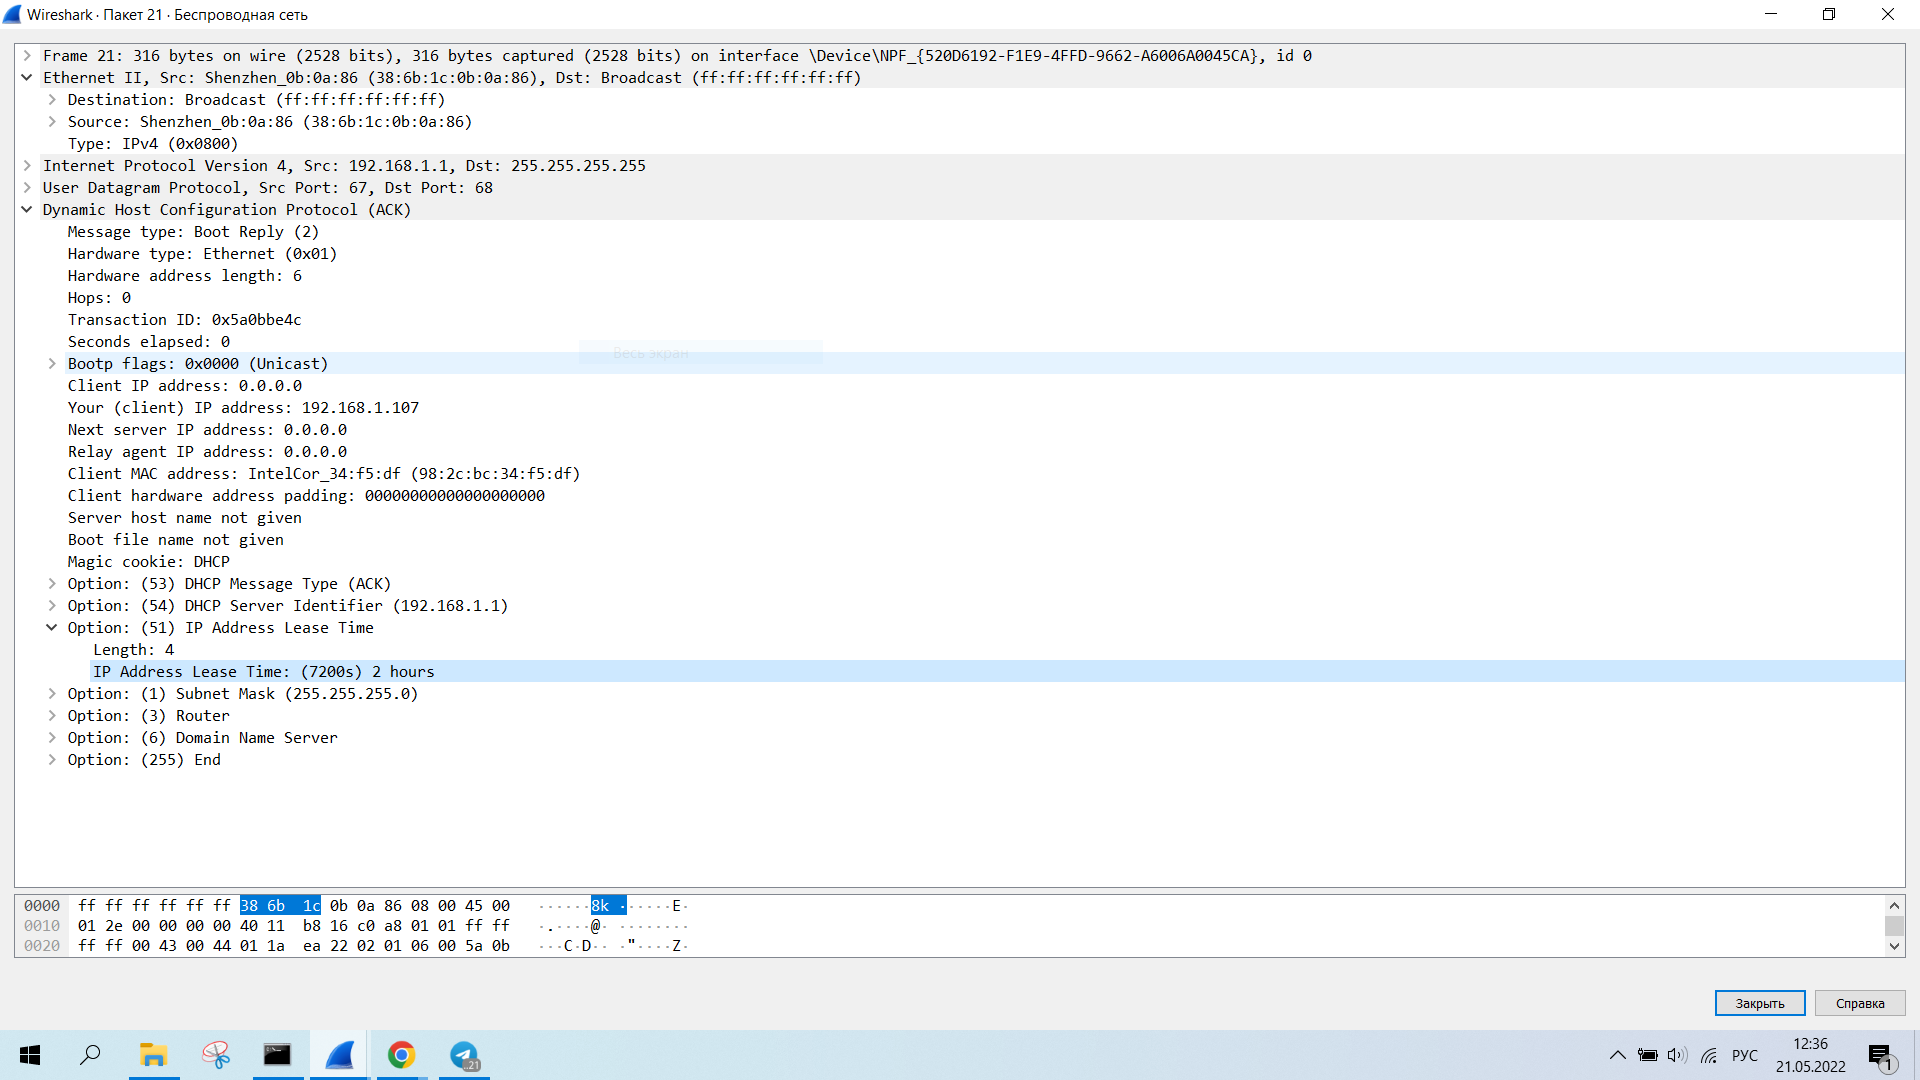 Wireshark · Пакет 21 · Беспроводная сеть
Frame 21: 316 bytes on wire (2528 bits), 316 bytes captured (2528 bits) on interface \Device\NPF_{520D6192-F1E9-4FFD-9662-A6006A0045CA}, id 0
Ethernet II, Src: Shenzhen_0b:0a:86 (38:6b:1c:0b:0a:86), Dst: Broadcast (ff:ff:ff:ff:ff:ff)
Destination: Broadcast (ff:ff:ff:ff:ff:ff)
Source: Shenzhen_0b:0a:86 (38:6b:1c:0b:0a:86)
Type: IPv4 (0x0800)
Internet Protocol Version 4, Src: 192.168.1.1, Dst: 255.255.255.255
User Datagram Protocol, Src Port: 67, Dst Port: 68
Dynamic Host Configuration Protocol (ACK)
Message type: Boot Reply (2)
Hardware type: Ethernet (0x01)
Hardware address length: 6
Hops: 0
Transaction ID: 0x5a0bbe4c
Seconds elapsed: 0
Весь экран
Bootp flags: 0x0000 (Unicast)
Client IP address: 0.0.0.0
Your (client) IP address: 192.168.1.107
Next server IP address: 0.0.0.0
Relay agent IP address: 0.0.0.0
Client MAC address: IntelCor_34:f5:df (98:2c:bc:34:f5:df)
Client hardware address padding: 00000000000000000000
Server host name not given
Boot file name not given
Magic cookie: DHCP
Option: (53) DHCP Message Type (ACK)
Option: (54) DHCP Server Identifier (192.168.1.1)
Option: (51) IP Address Lease Time
Length: 4
IP Address Lease Time: (7200s) 2 hours
Option: (1) Subnet Mask (255.255.255.0)
Option: (3) Router
Option: (6) Domain Name Server
Option: (255) End
0000 ff ff ff ff ff ff 38 6b 1c 0b 0a 86 08 00 45 00 ······8k ······E·
0010 01 2e 00 00 00 00 40 11 b8 16 c0 a8 01 01 ff ff ·.····@· ········
0020 ff ff 00 43 00 44 01 1a ea 22 02 01 06 00 5a 0b ···C·D·· ·"····Z·
Закрыть
Справка
..21
РУС
12:36
21.05.2022
1